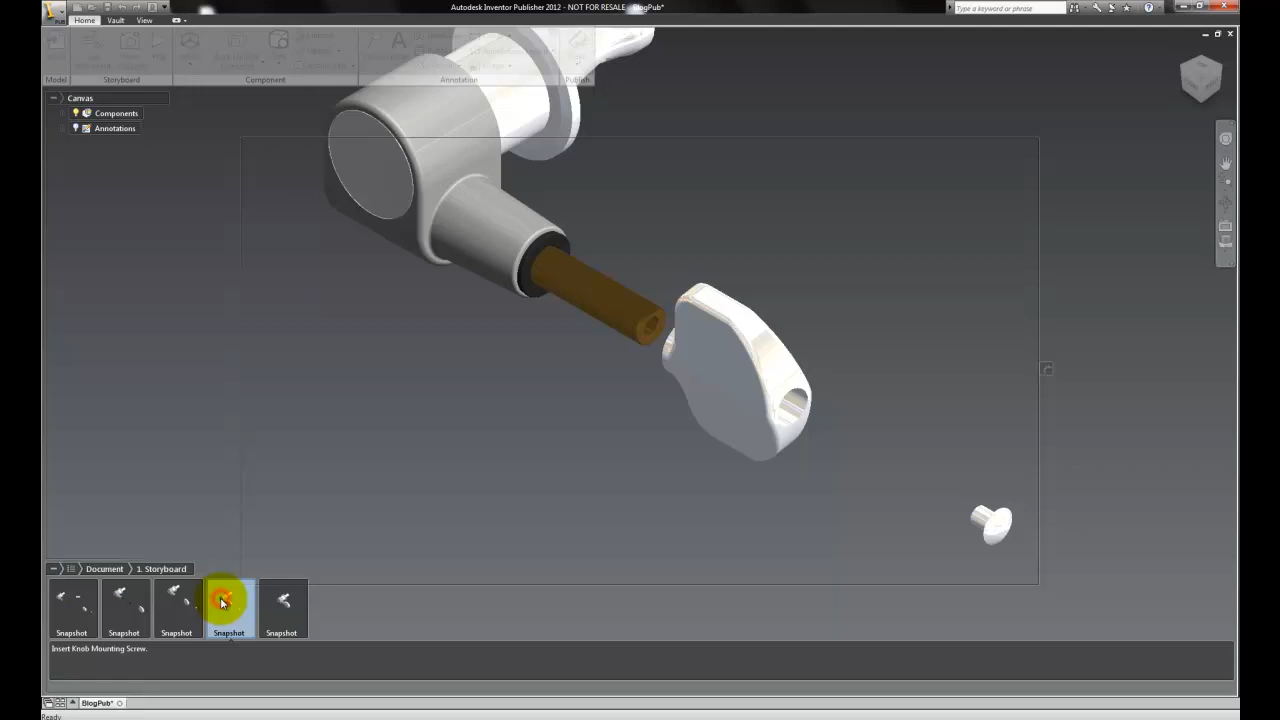 Autodesk Inventor Publisher 2012 - NOT FOR RESALE - BlogPub*
Type a keyword or phrase
PUB
Home Vault View
Model Storyboard Component Annotation Publish
Canvas
Components
Annotations
Document 1. Storyboard
Snapshot Snapshot Snapshot Snapshot Snapshot
Insert Knob Mounting Screw.
BlogPub*
Ready